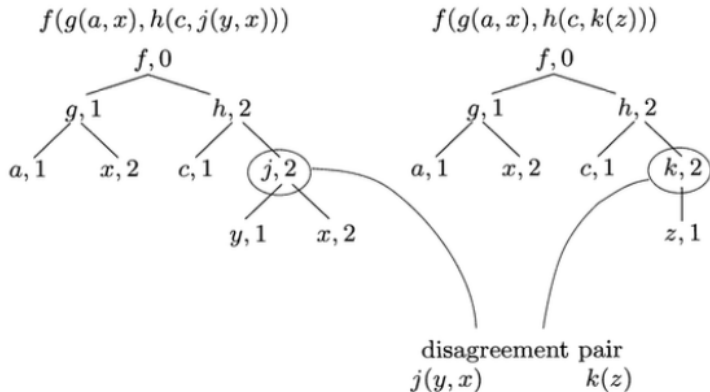 f(g(a, x), h(c, j(y, x))) f(g(a, x), h(c, k(z)))
f, 0 f, 0
g, 1 h, 2 g, 1 h, 2
a, 1 x, 2 c, 1 j, 2 a, 1 x, 2 c, 1 k, 2
y, 1 x, 2 z, 1
disagreement pair
j(y, x) k(z)